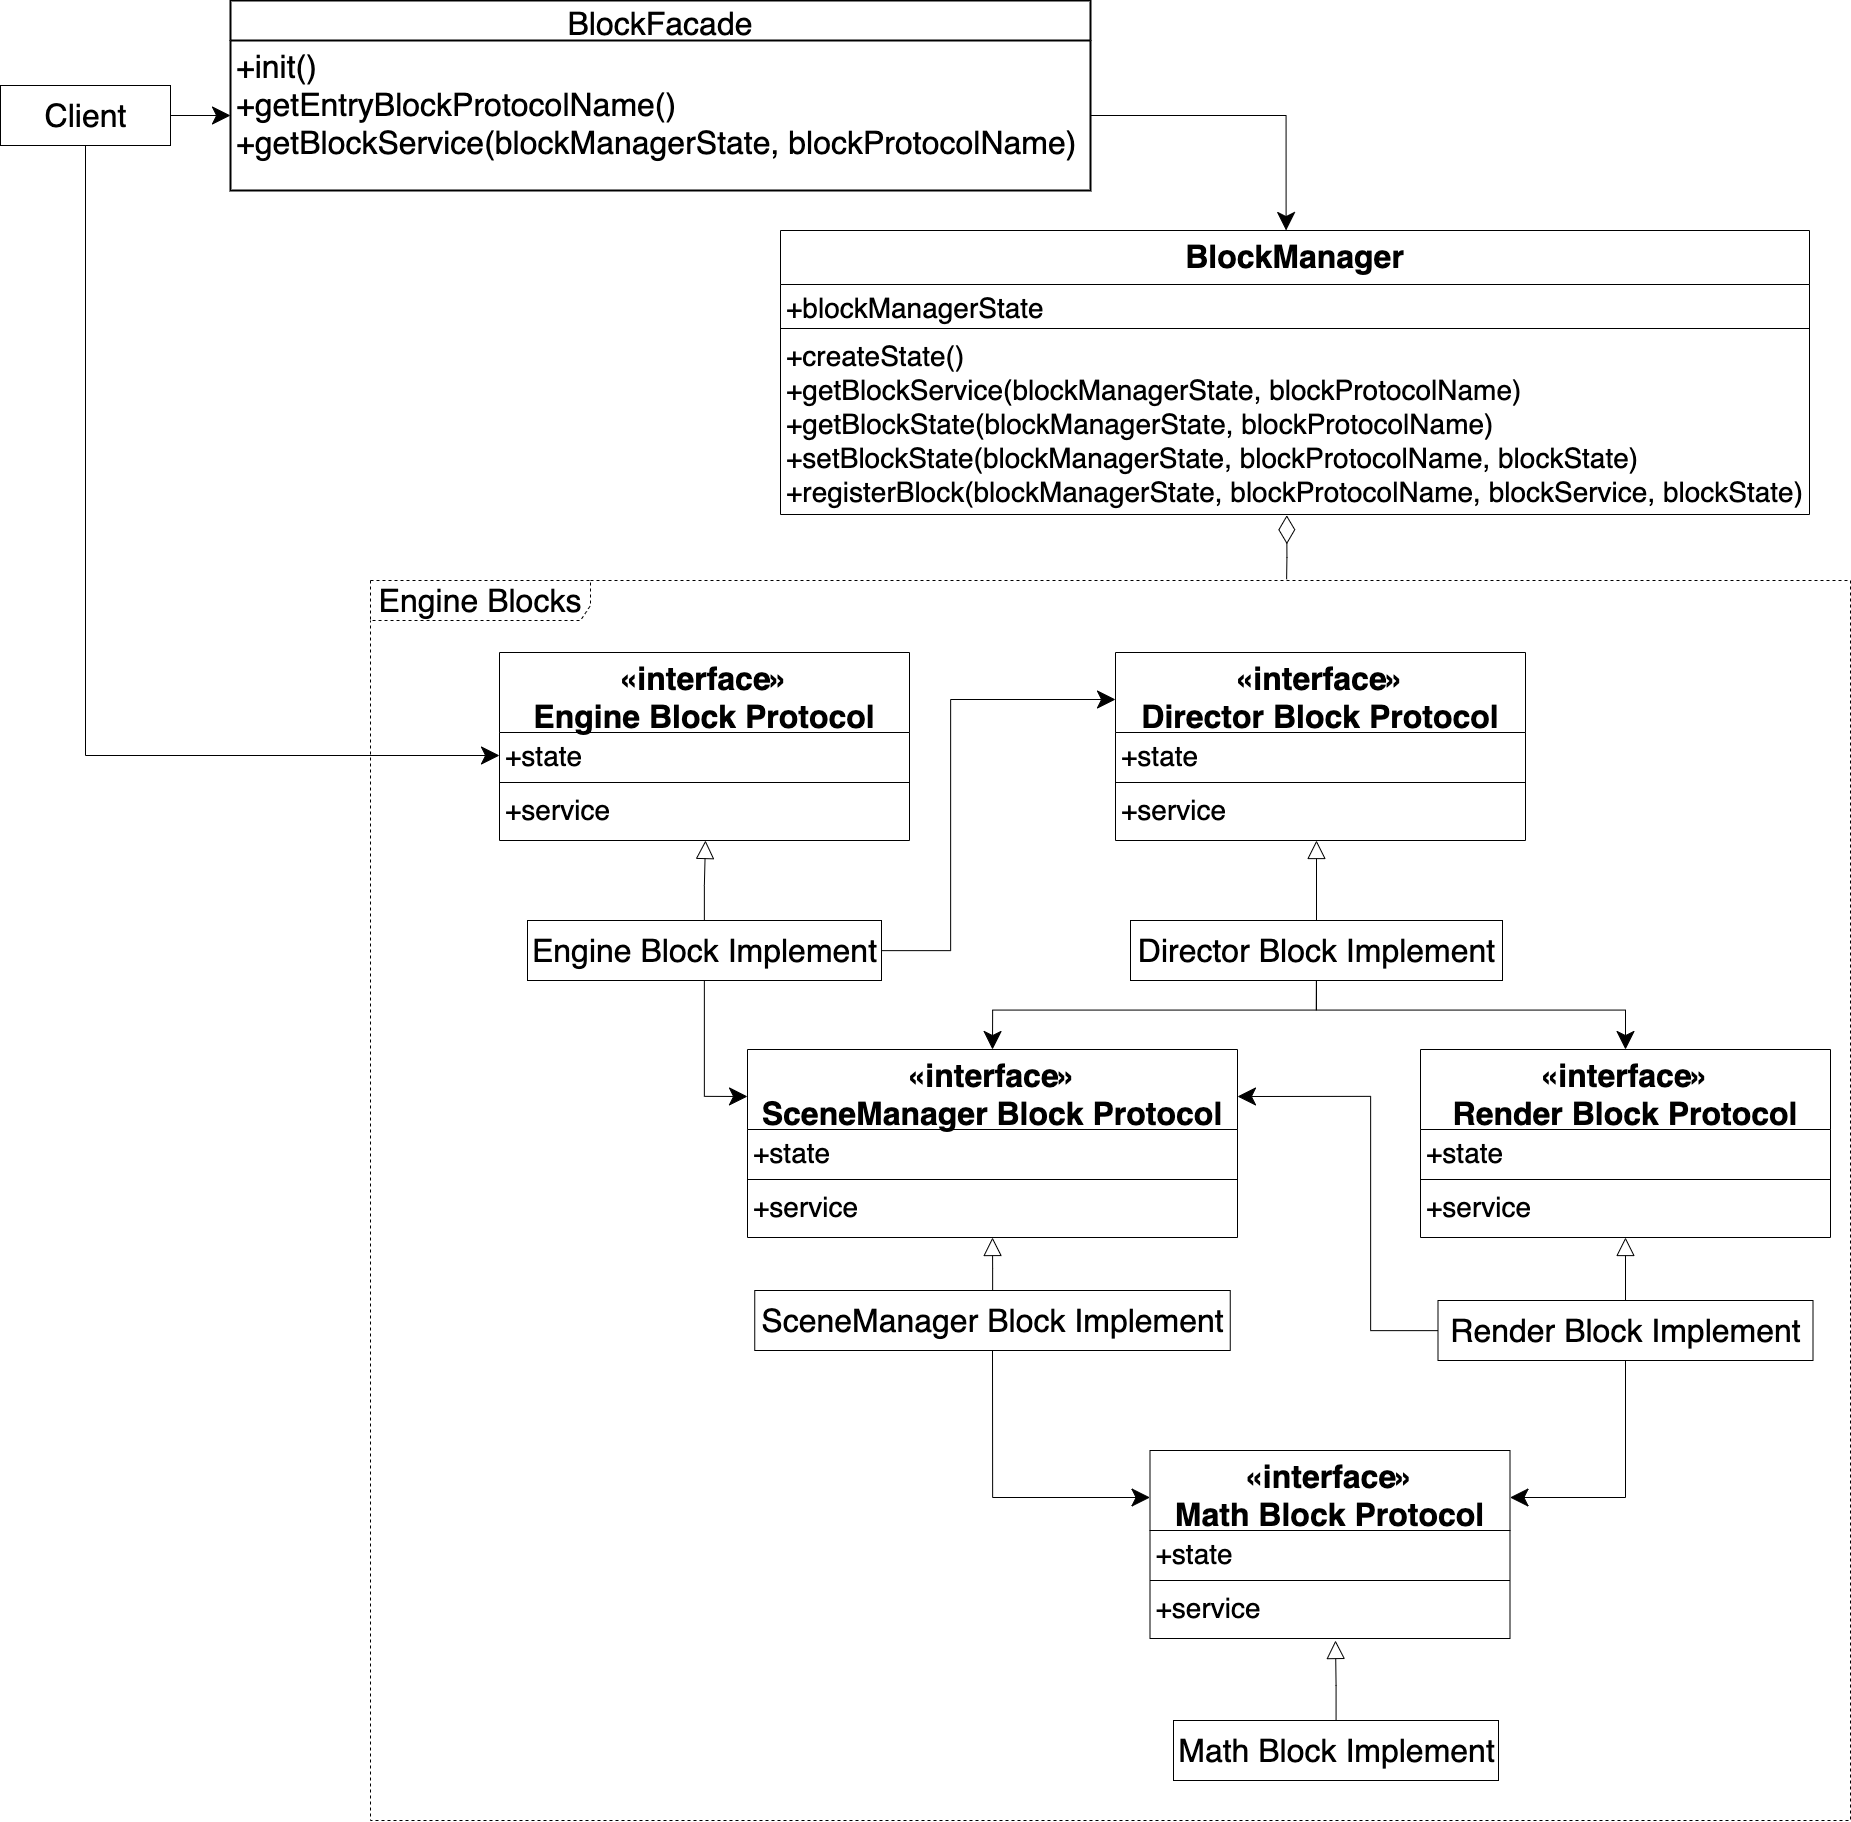 BlockFacade
+init()
+getEntryBlockProtocolName()
+getBlockService(blockManagerState, blockProtocolName)
Client
BlockManager
+blockManagerState
+createState()
+getBlockService(blockManagerState, blockProtocolName)
+getBlockState(blockManagerState, blockProtocolName)
+setBlockState(blockManagerState, blockProtocolName, blockState)
+registerBlock(blockManagerState, blockProtocolName, blockService, blockState)
Engine Blocks
«interface»
Engine Block Protocol
+state
+service
«interface»
Director Block Protocol
+state
+service
Engine Block Implement
Director Block Implement
«interface»
SceneManager Block Protocol
+state
+service
«interface»
Render Block Protocol
+state
+service
SceneManager Block Implement
Render Block Implement
«interface»
Math Block Protocol
+state
+service
Math Block Implement